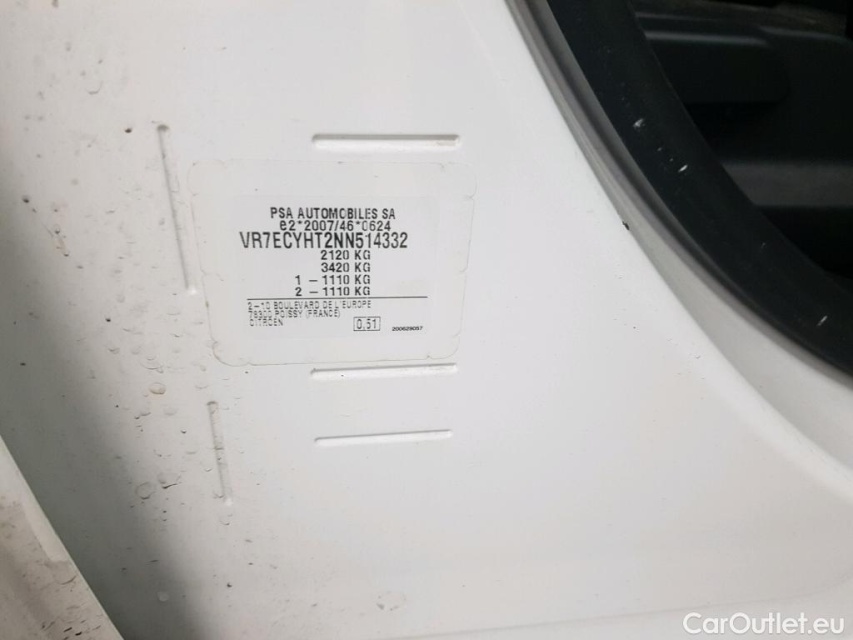 PSA AUTOMOBILES SA
e2*2007/46*0624
VR7ECYHT2NN514332
2120 KG
3420 KG
1 - 1110 KG
2 - 1110 KG
2-10 BOULEVARD DE L'EUROPE
78300 POISSY (FRANCE)
CITROEN
0.51
200629057
CarOutlet.eu